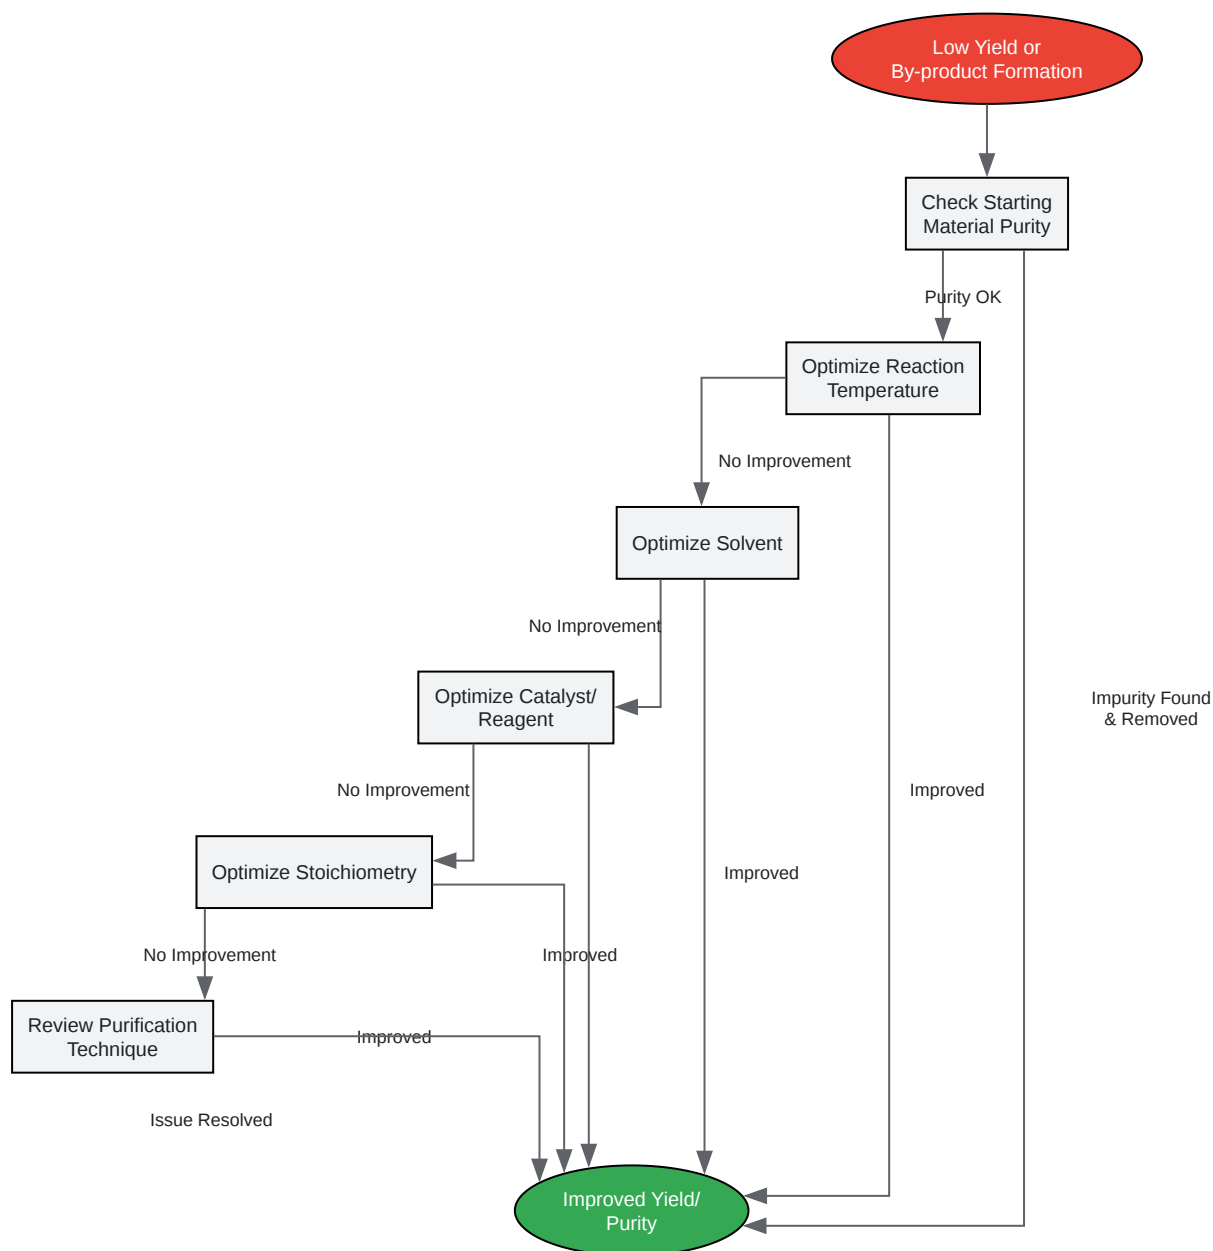 Low Yield or
By-product Formation
Check Starting
Material Purity
Purity OK
Optimize Reaction
Temperature
No Improvement
Optimize Solvent
No Improvement
Optimize Catalyst/
Reagent
Impurity Found
& Removed
No Improvement
Improved
Optimize Stoichiometry
Improved
No Improvement
Improved
Review Purification
Technique
Improved
Issue Resolved
Improved Yield/
Purity